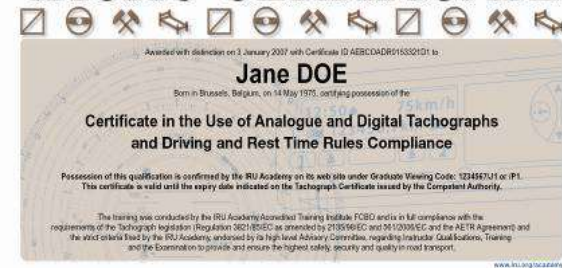 Awarded with distinction on 3 January 2007 with Certificate ID AEBCOADR0153321D1 to
Jane DOE
Born in Brussels, Belgium, on 14 May 1975, certifying possession of the
Certificate in the Use of Analogue and Digital Tachographs
and Driving and Rest Time Rules Compliance
Possession of this qualification is confirmed by the IRU Academy on its web site under Graduate Viewing Code: 1234567U1 or iP1.
This certificate is valid until the expiry date indicated on the Tachograph Certificate issued by the Competent Authority.
The training was conducted by the IRU Academy Accredited Training Institute FCBO and is in full compliance with the
requirements of the Tachograph legislation (Regulation 3821/85/EC as amended by 2135/98/EC and 561/2006/EC and the AETR Agreement) and
the strict criteria fixed by the IRU Academy, endorsed by its high level Advisory Committee, regarding Instructor Qualifications, Training
and the Examination to provide and ensure the highest safety, security and quality in road transport.
www.iru.org/academy
75km/h